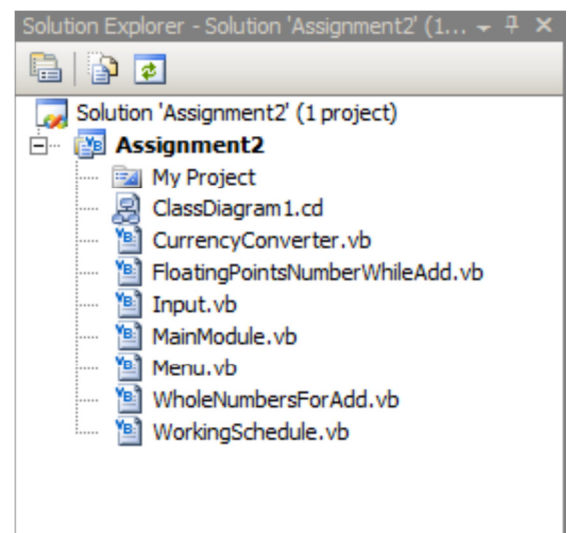 Solution Explorer - Solution 'Assignment2' (1...
Solution 'Assignment2' (1 project)
Assignment2
My Project
ClassDiagram1.cd
CurrencyConverter.vb
FloatingPointsNumberWhileAdd.vb
Input.vb
MainModule.vb
Menu.vb
WholeNumbersForAdd.vb
WorkingSchedule.vb